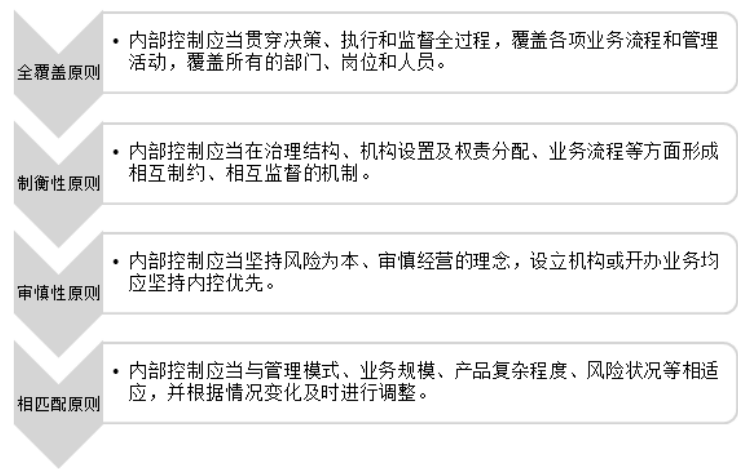 全覆盖原则
• 内部控制应当贯穿决策、执行和监督全过程，覆盖各项业务流程和管理
活动，覆盖所有的部门、岗位和人员。
制衡性原则
• 内部控制应当在治理结构、机构设置及权责分配、业务流程等方面形成
相互制约、相互监督的机制。
审慎性原则
• 内部控制应当坚持风险为本、审慎经营的理念，设立机构或开办业务均
应坚持内控优先。
相匹配原则
• 内部控制应当与管理模式、业务规模、产品复杂程度、风险状况等相适
应，并根据情况变化及时进行调整。